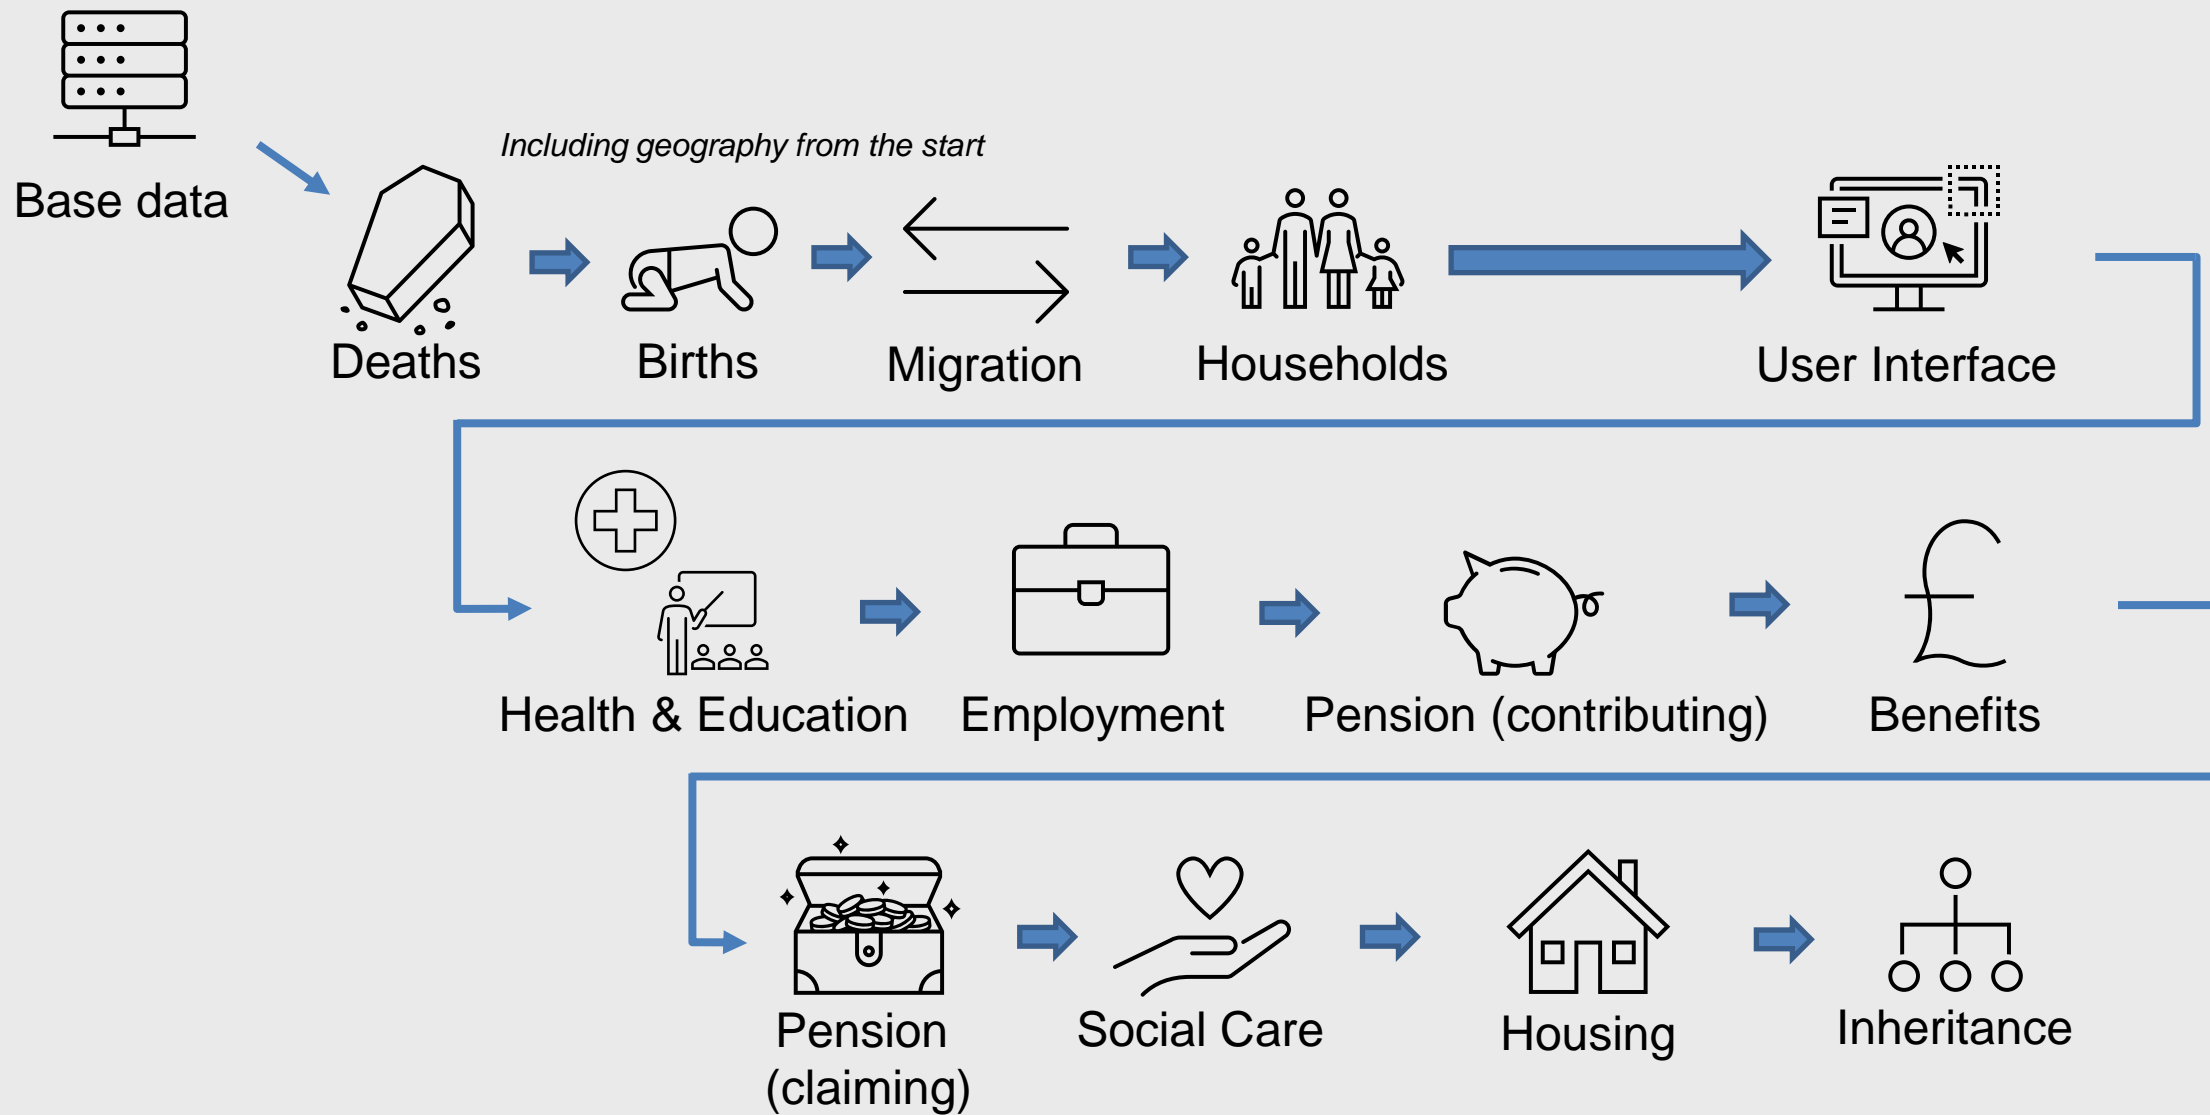 Base data
Including geography from the start
Deaths
Births
Migration
Households
User Interface
Health & Education
Employment
Pension (contributing)
Benefits
Pension
(claiming)
Social Care
Housing
Inheritance